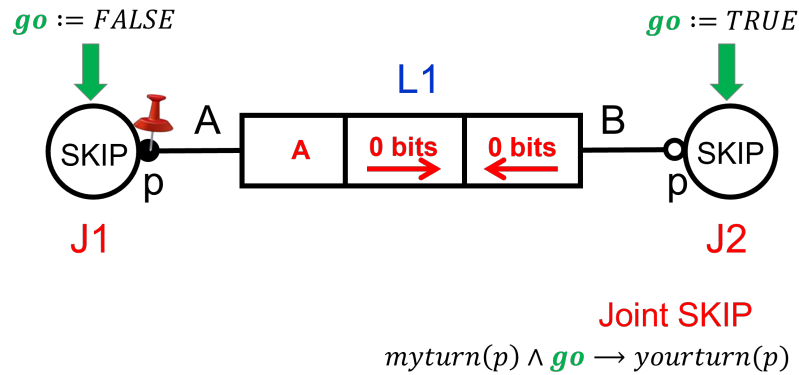 go := FALSE
go := TRUE
L1
SKIP
p
A
A
0 bits
0 bits
B
p
SKIP
J1
J2
Joint SKIP
myturn(p) ∧ go ⟶ yourturn(p)